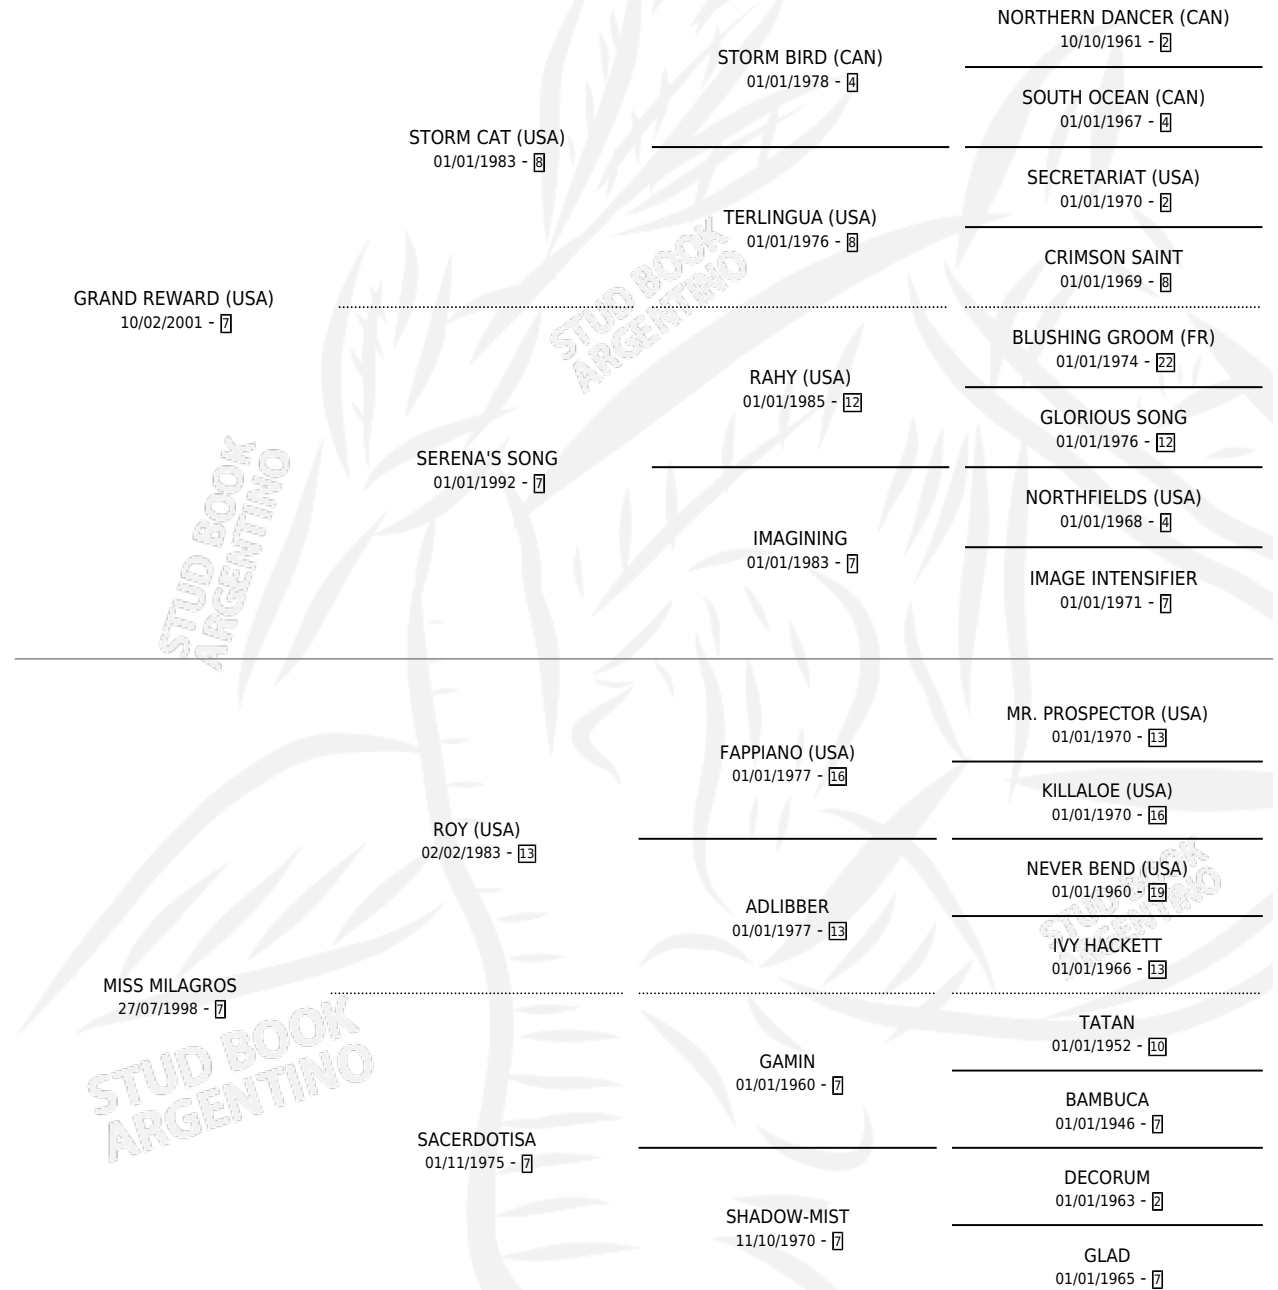 NORTHERN DANCER (CAN)
10/10/1961 - 2
STORM BIRD (CAN)
01/01/1978 - 4
SOUTH OCEAN (CAN)
01/01/1967 - 4
STORM CAT (USA)
01/01/1983 - 8
SECRETARIAT (USA)
01/01/1970 - 2
TERLINGUA (USA)
01/01/1976 - 8
CRIMSON SAINT
01/01/1969 - 8
GRAND REWARD (USA)
10/02/2001 - 7
STUD BOOK
ARGENTINO
BLUSHING GROOM (FR)
01/01/1974 - 22
RAHY (USA)
01/01/1985 - 12
GLORIOUS SONG
01/01/1976 - 12
SERENA'S SONG
01/01/1992 - 7
NORTHFIELDS (USA)
01/01/1968 - 4
IMAGINING
01/01/1983 - 7
IMAGE INTENSIFIER
01/01/1971 - 7
STUD BOOK
ARGENTINO
MR. PROSPECTOR (USA)
01/01/1970 - 13
FAPPIANO (USA)
01/01/1977 - 16
KILLALOE (USA)
01/01/1970 - 16
ROY (USA)
02/02/1983 - 13
NEVER BEND (USA)
01/01/1960 - 19
ADLIBBER
01/01/1977 - 13
IVY HACKETT
01/01/1966 - 13
STUD BOOK
ARGENTINO
MISS MILAGROS
27/07/1998 - 7
TATAN
01/01/1952 - 10
GAMIN
01/01/1960 - 7
BAMBUCA
01/01/1946 - 7
STUD BOOK
ARGENTINO
SACERDOTISA
01/11/1975 - 7
DECORUM
01/01/1963 - 2
SHADOW-MIST
11/10/1970 - 7
GLAD
01/01/1965 - 7